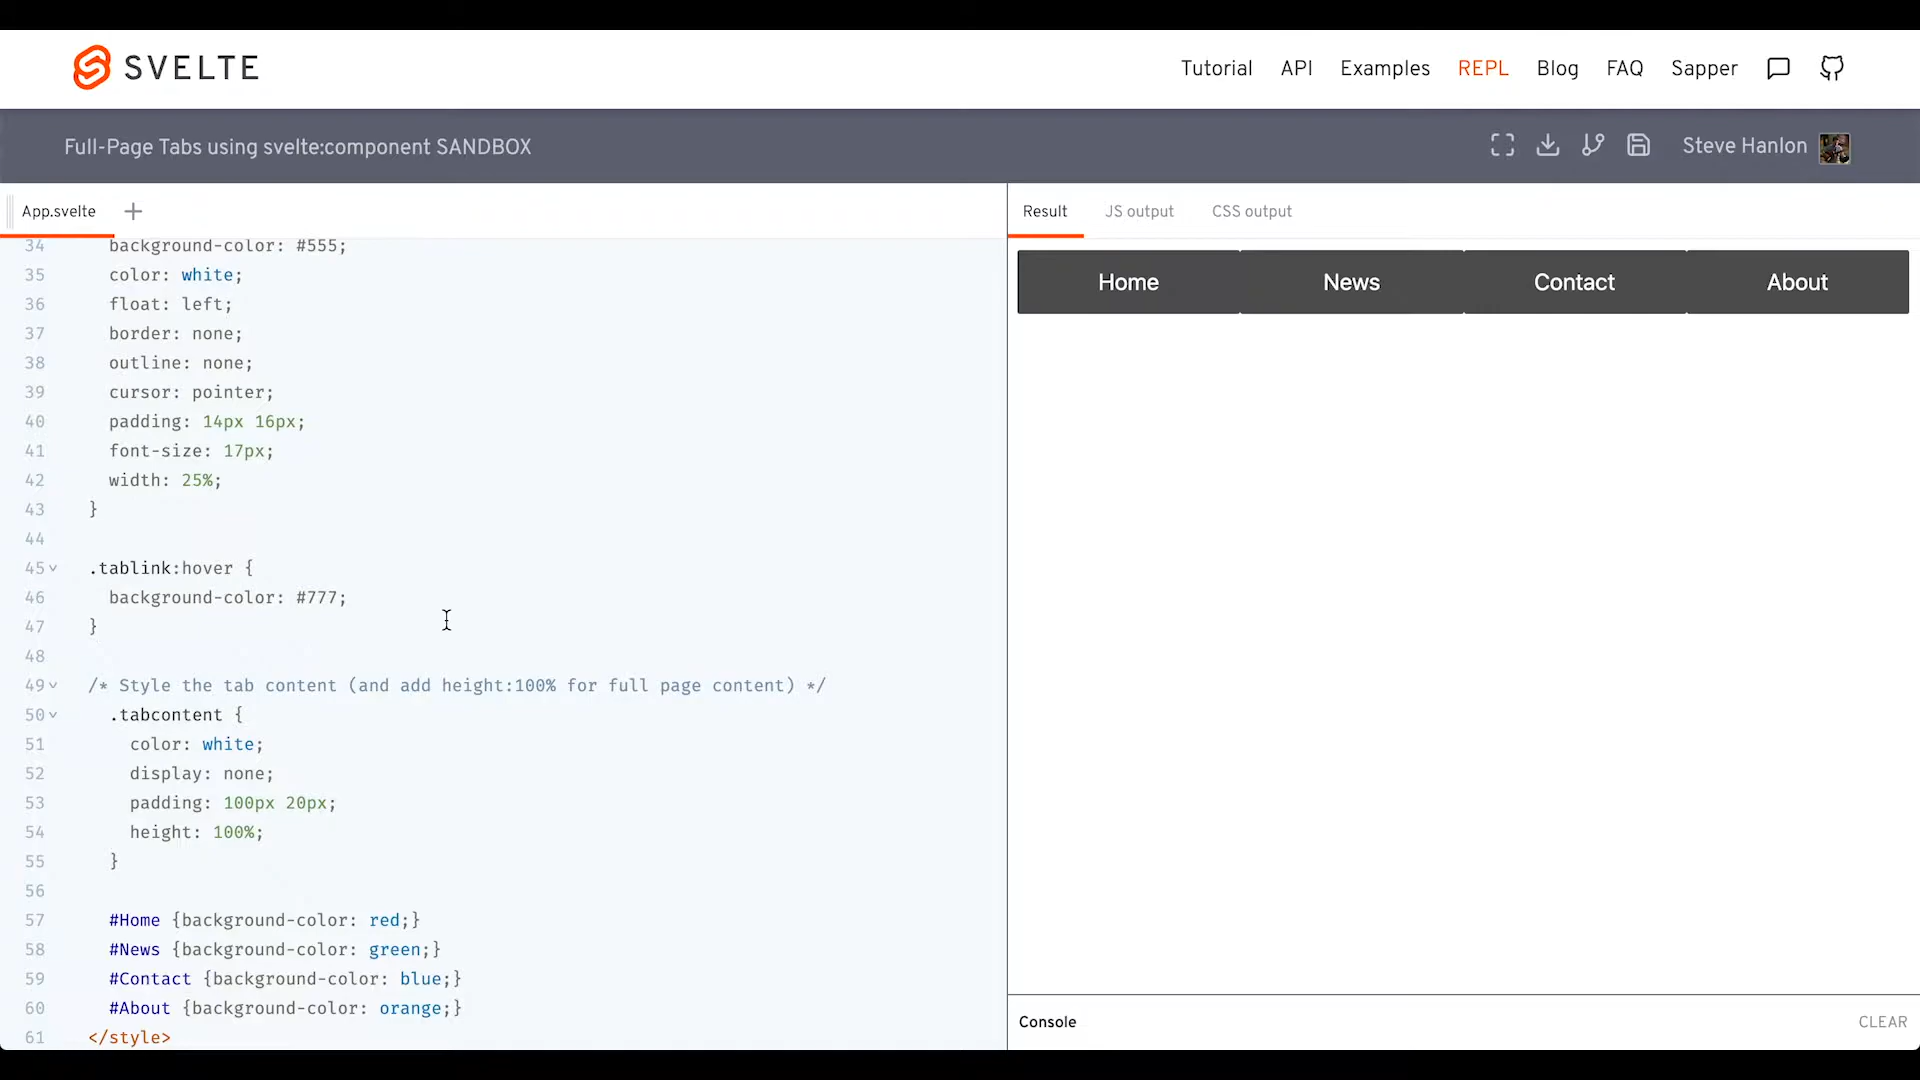 SVELTE
Tutorial API Examples REPL Blog FAQ Sapper
Full-Page Tabs using svelte:component SANDBOX
Steve Hanlon
App.svelte +
34 background-color: #555;
35 color: white;
36 float: left;
37 border: none;
38 outline: none;
39 cursor: pointer;
40 padding: 14px 16px;
41 font-size: 17px;
42 width: 25%;
43 }
44
45 .tablink:hover {
46 background-color: #777;
47 }
48
49 /* Style the tab content (and add height:100% for full page content) */
50 .tabcontent {
51 color: white;
52 display: none;
53 padding: 100px 20px;
54 height: 100%;
55 }
56
57 #Home {background-color: red;}
58 #News {background-color: green;}
59 #Contact {background-color: blue;}
60 #About {background-color: orange;}
61 </style>
Result JS output CSS output
Home News Contact About
Console CLEAR